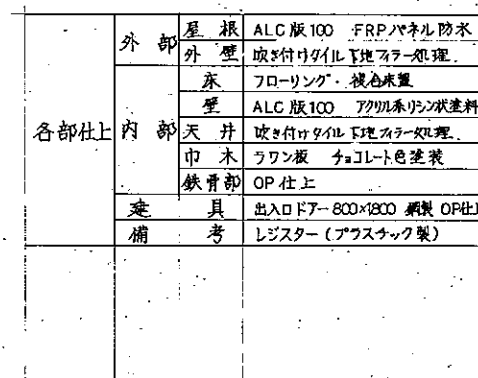 各部仕上
外部
屋根 ALC版100 FRPパネル防水
外壁 吹き付けタイル下地フィラー処理.
内部
床 フローリング・複合床置
壁 ALC版100 アクリル系リシン状塗料
天井 吹き付けタイル下地フィラー処理.
巾木 ラワン板 チョコレート色塗装
鉄骨部 OP仕上
建具 出入口ドアー800×1800 鋼製 OP仕上
備考 レジスター(プラスチック製)